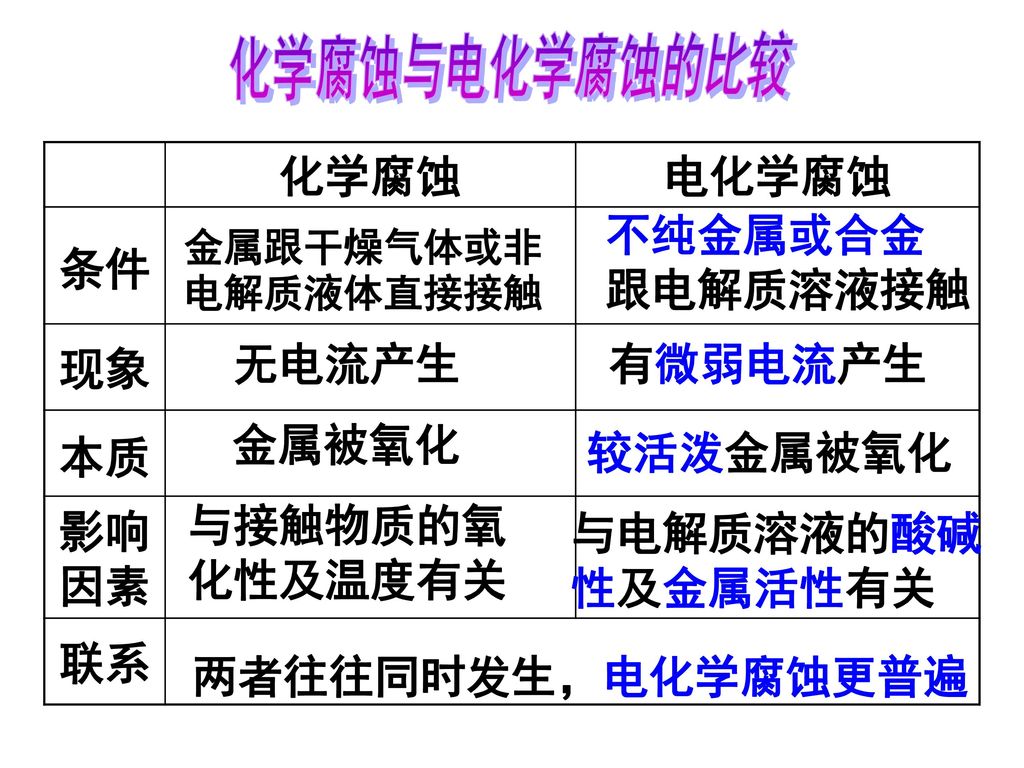 化学腐蚀与电化学腐蚀的比较
化学腐蚀
电化学腐蚀
条件
金属跟干燥气体或非
电解质液体直接接触
不纯金属或合金
跟电解质溶液接触
现象
无电流产生
有微弱电流产生
本质
金属被氧化
较活泼金属被氧化
影响
因素
与接触物质的氧
化性及温度有关
与电解质溶液的酸碱
性及金属活性有关
联系
两者往往同时发生，电化学腐蚀更普遍